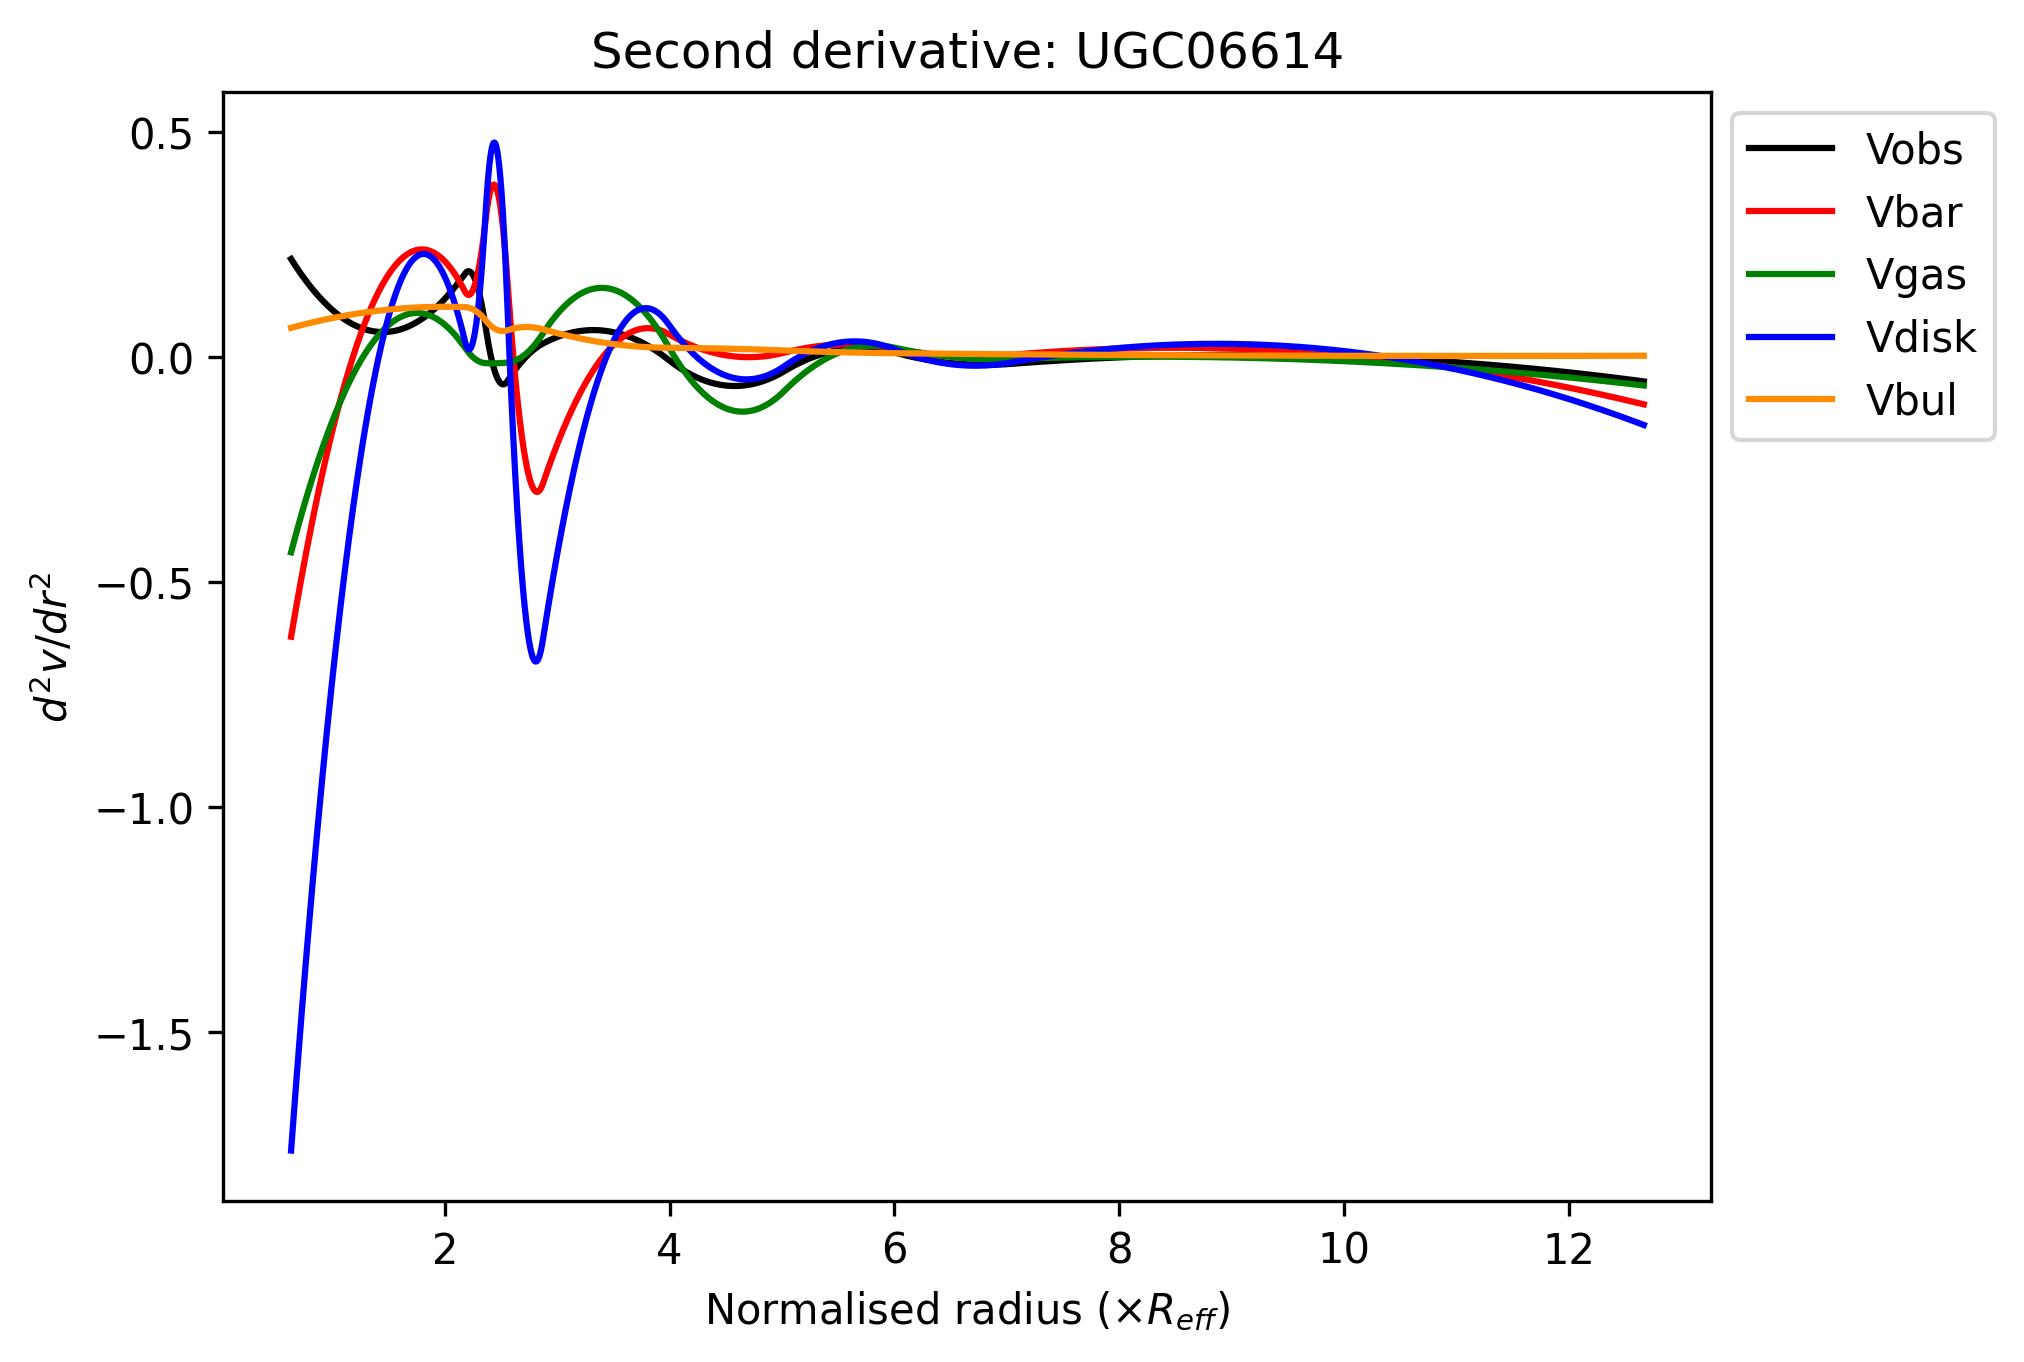 Second derivative: UGC06614
0.5
0.0
−0.5
−1.0
−1.5
d²v/dr²
2 4 6 8 10 12
Normalised radius (×R_eff)
Vobs
Vbar
Vgas
Vdisk
Vbul